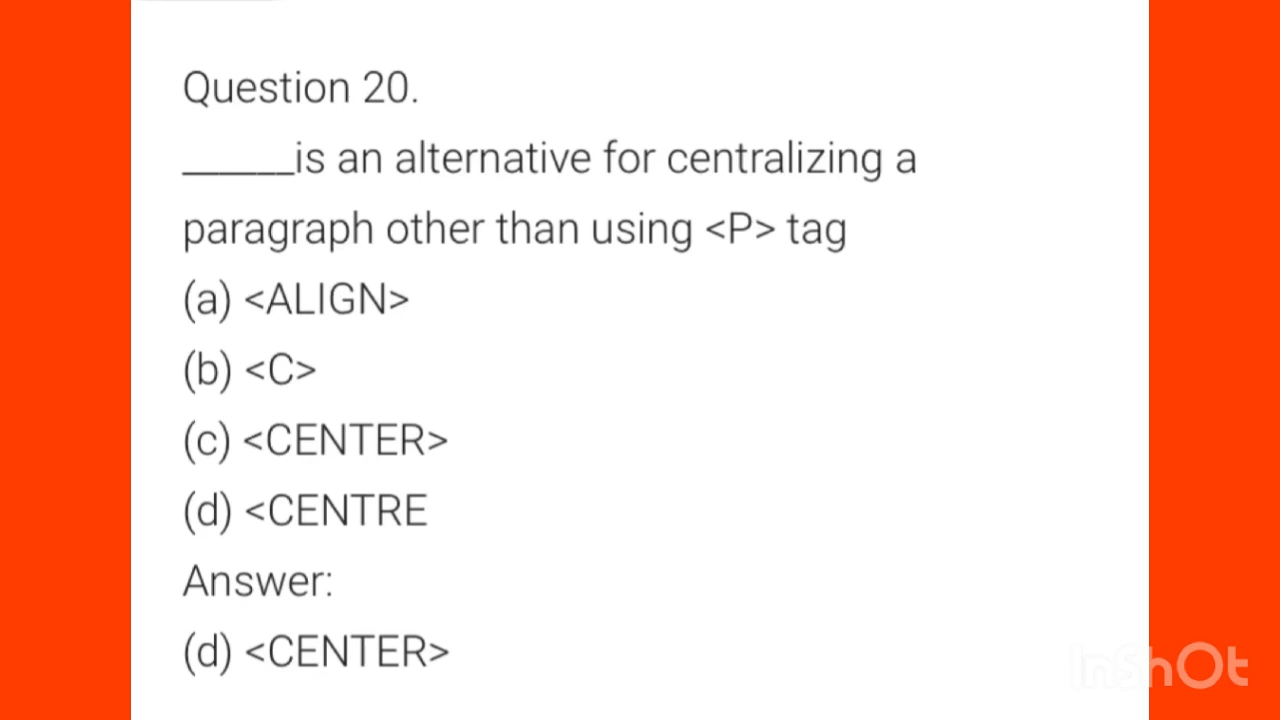 Question 20.
______is an alternative for centralizing a
paragraph other than using <P> tag
(a) <ALIGN>
(b) <C>
(c) <CENTER>
(d) <CENTRE
Answer:
(d) <CENTER>
InShOt